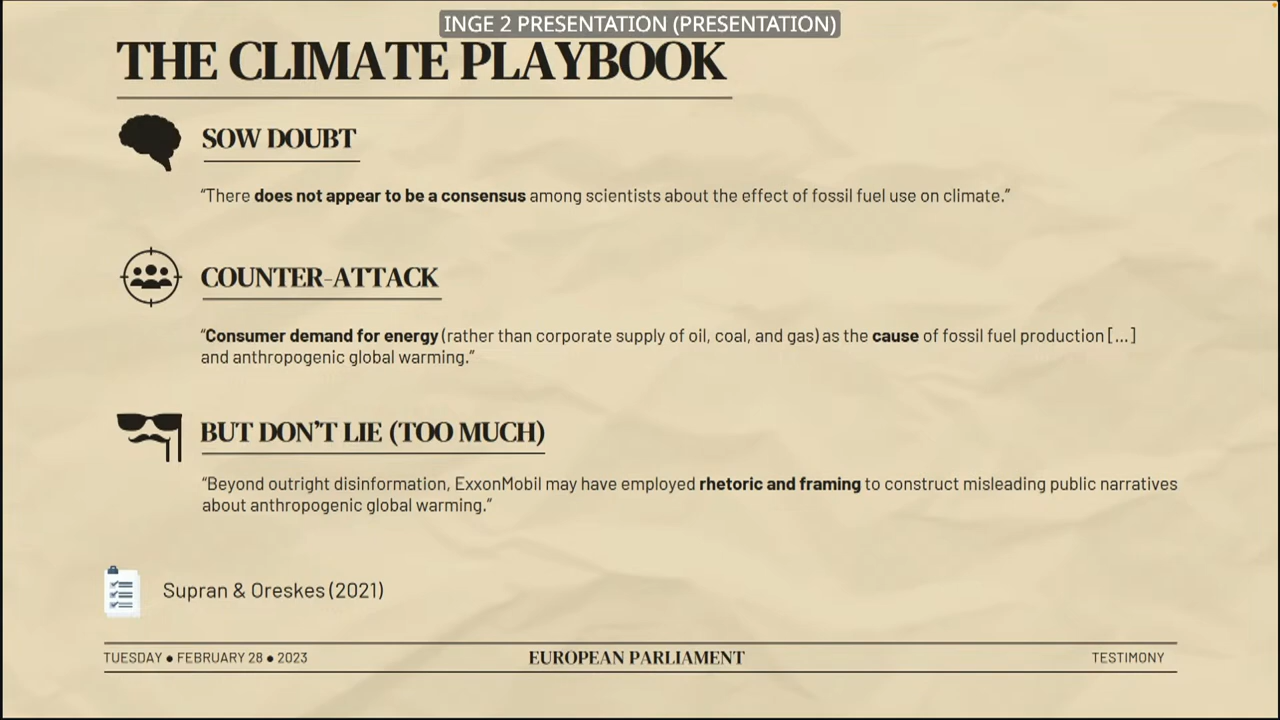 INGE 2 PRESENTATION (PRESENTATION)
THE CLIMATE PLAYBOOK
SOW DOUBT
“There does not appear to be a consensus among scientists about the effect of fossil fuel use on climate.”
COUNTER-ATTACK
“Consumer demand for energy (rather than corporate supply of oil, coal, and gas) as the cause of fossil fuel production [...]
and anthropogenic global warming.”
BUT DON’T LIE (TOO MUCH)
“Beyond outright disinformation, ExxonMobil may have employed rhetoric and framing to construct misleading public narratives
about anthropogenic global warming.”
Supran & Oreskes (2021)
TUESDAY ● FEBRUARY 28 ● 2023 EUROPEAN PARLIAMENT TESTIMONY